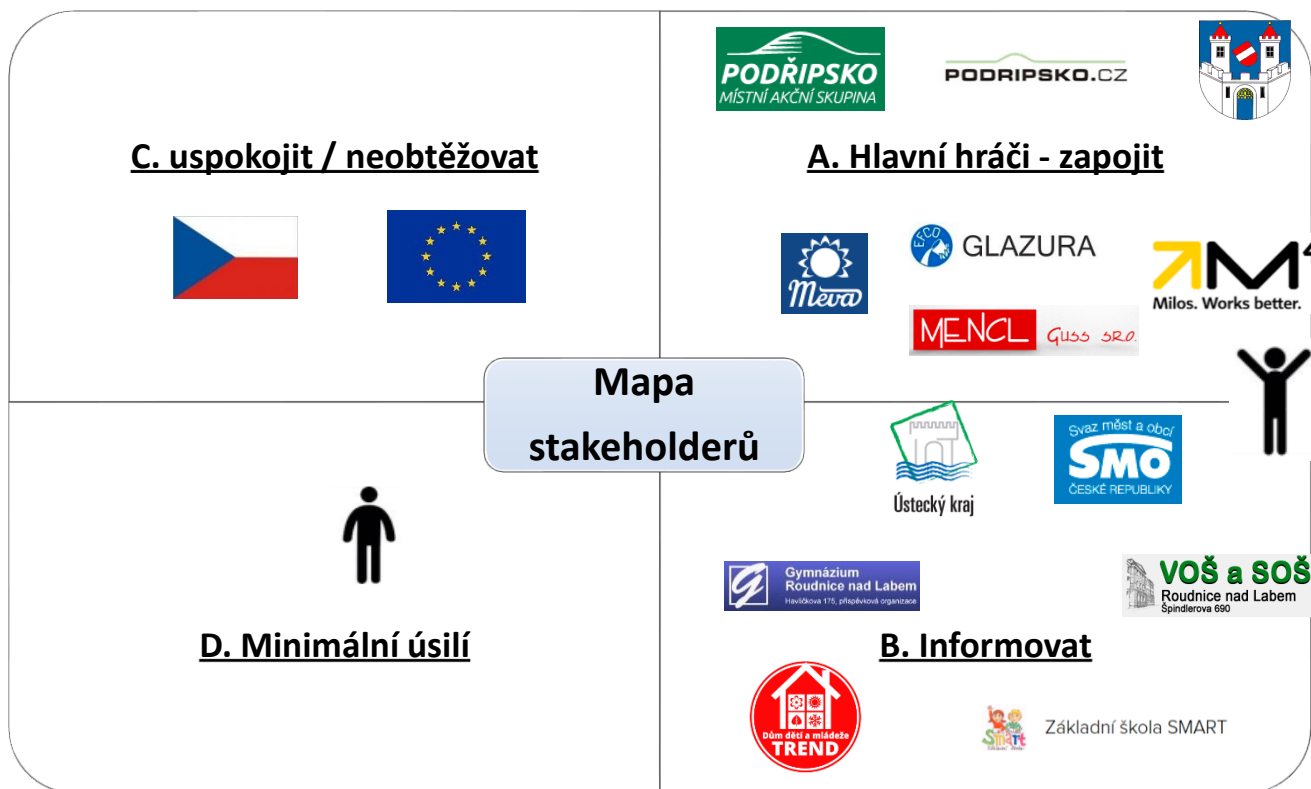 PODŘIPSKO
MÍSTNÍ AKČNÍ SKUPINA
PODRIPSKO.CZ
C. uspokojit / neobtěžovat
A. Hlavní hráči - zapojit
Meva
EFCO
GLAZURA
Milos. Works better.
MENCL Guss s.r.o.
Mapa
stakeholderů
Ústecký kraj
Svaz měst a obcí
SMO
ČESKÉ REPUBLIKY
Gymnázium
Roudnice nad Labem
Havlíčkova 175, příspěvková organizace
VOŠ a SOŠ
Roudnice nad Labem
Špindlerova 690
D. Minimální úsilí
B. Informovat
Dům dětí a mládeže
TREND
Smart
Základní škola SMART